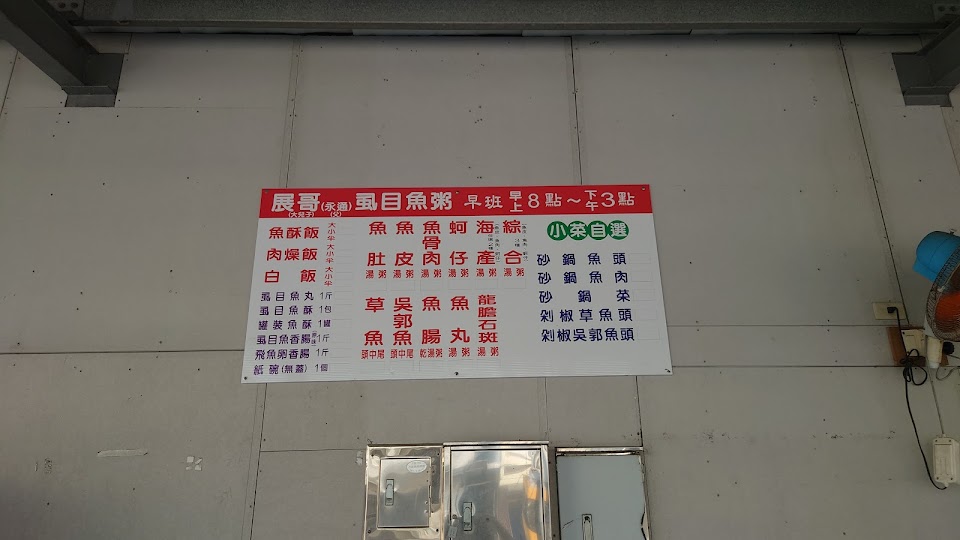 展哥(永通)虱目魚粥 早班 早上8點～下午3點
(大兒子) (父)
魚酥飯 大小伞
肉燥飯 大小伞
白飯 大小伞
虱目魚丸 1斤
虱目魚酥 1包
罐裝魚酥 1罐
虱目魚香腸 1斤
飛魚卵香腸 1斤
紙碗(無蓋) 1個
魚肚 湯 粥
魚皮 湯 粥
魚骨肉 湯 粥
蚵仔 湯 粥
海產 湯 粥
綜合 湯 粥
草魚 頭中尾
吳郭魚 頭中尾
魚腸 乾湯粥
魚丸 湯 粥
龍膽石斑 湯 粥
小菜自選
砂鍋魚頭
砂鍋魚肉
砂鍋菜
剁椒草魚頭
剁椒吳郭魚頭